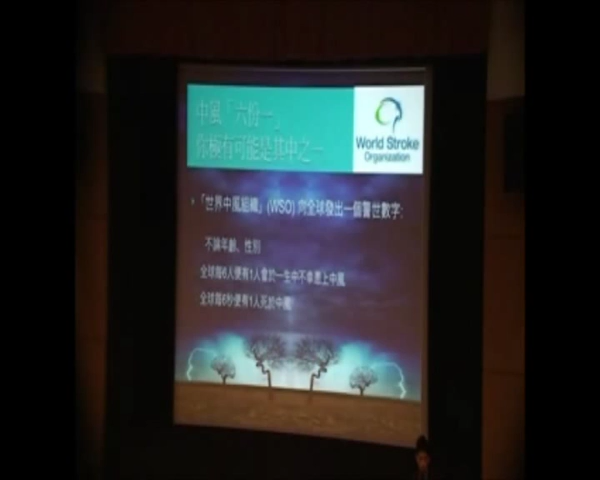 中風「六份一」
你極有可能是其中之一
World Stroke
Organization
「世界中風組織」(WSO) 向全球發出一個警世數字:
不論年齡、性別
全球每6人便有1人會於一生中不幸患上中風
全球每6秒便有1人死於中風